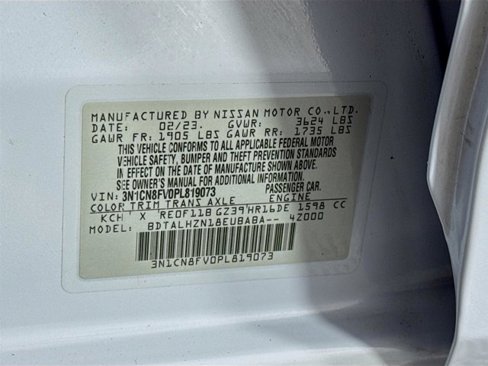 MANUFACTURED BY NISSAN MOTOR CO., LTD.
DATE: 02/23. GVWR: 3624 LBS
GAWR FR: 1905 LBS GAWR RR: 1735 LBS
THIS VEHICLE CONFORMS TO ALL APPLICABLE FEDERAL MOTOR
VEHICLE SAFETY, BUMPER AND THEFT PREVENTION STANDARDS
IN EFFECT ON THE DATE OF MANUFACTURE SHOWN ABOVE.
SEE OWNER'S MANUAL FOR ADDITIONAL INFORMATION.
VIN: 3N1CN8FV0PL819073 PASSENGER CAR.
COLOR TRIM TRANS AXLE ENGINE
KCH X RE0F11B GZ39 HR16DE 1598 CC
MODEL: BDTALHZN18EUBABA-- 42000
3N1CN8FV0PL819073